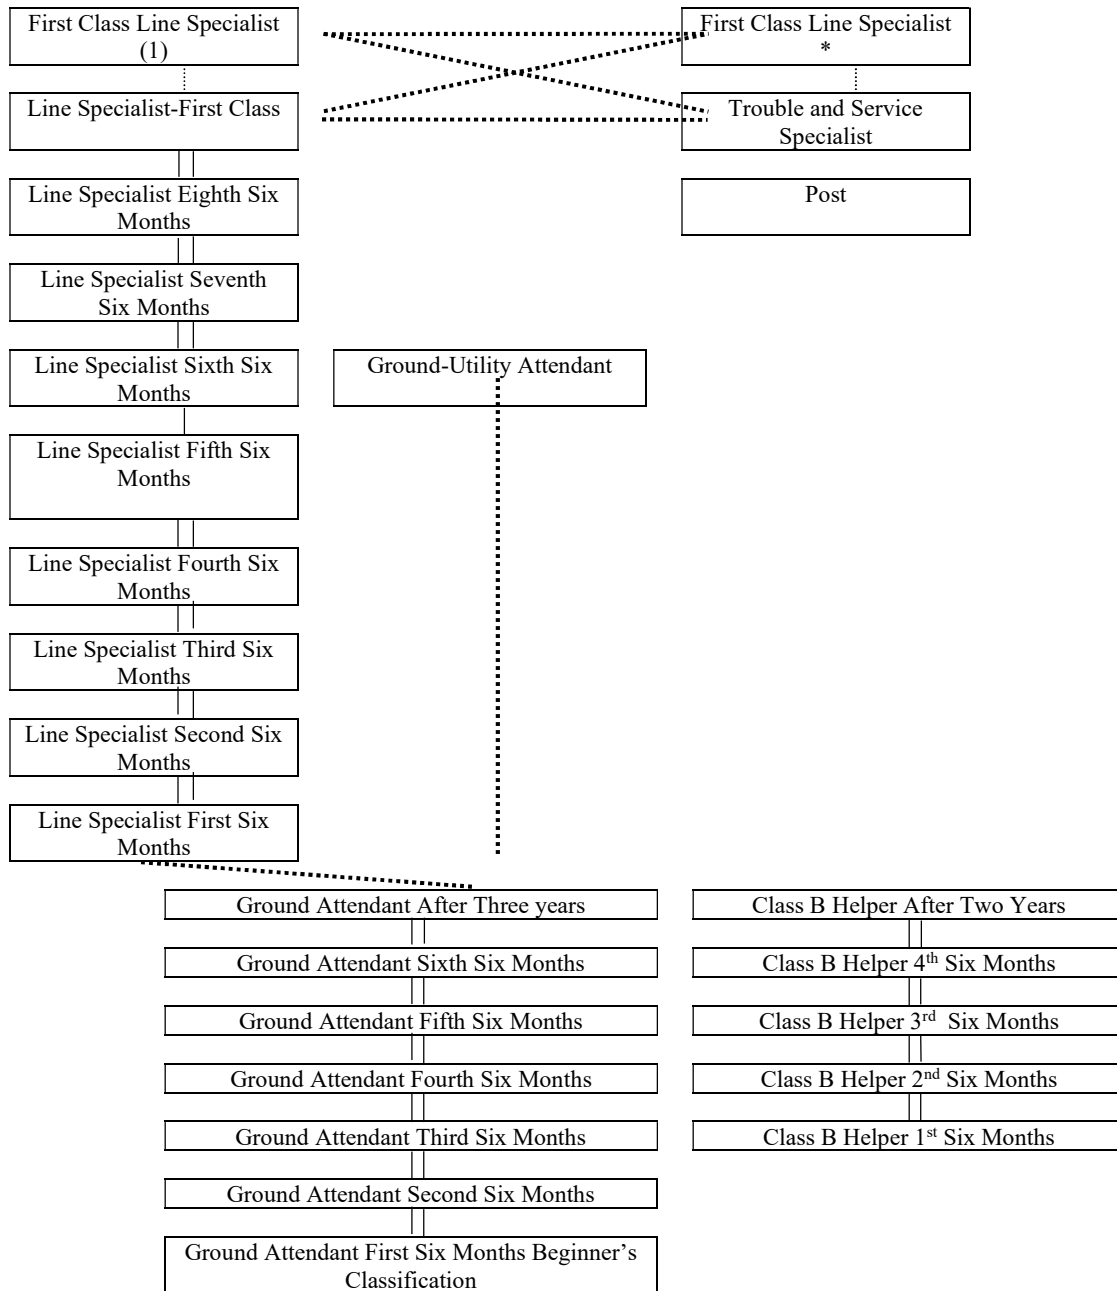 First Class Line Specialist
(1)
First Class Line Specialist
*
Line Specialist-First Class
Trouble and Service
Specialist
Line Specialist Eighth Six
Months
Post
Line Specialist Seventh
Six Months
Line Specialist Sixth Six
Months
Ground-Utility Attendant
Line Specialist Fifth Six
Months
Line Specialist Fourth Six
Months
Line Specialist Third Six
Months
Line Specialist Second Six
Months
Line Specialist First Six
Months
Ground Attendant After Three years
Class B Helper After Two Years
Ground Attendant Sixth Six Months
Class B Helper 4th Six Months
Ground Attendant Fifth Six Months
Class B Helper 3rd Six Months
Ground Attendant Fourth Six Months
Class B Helper 2nd Six Months
Ground Attendant Third Six Months
Class B Helper 1st Six Months
Ground Attendant Second Six Months
Ground Attendant First Six Months Beginner’s
Classification